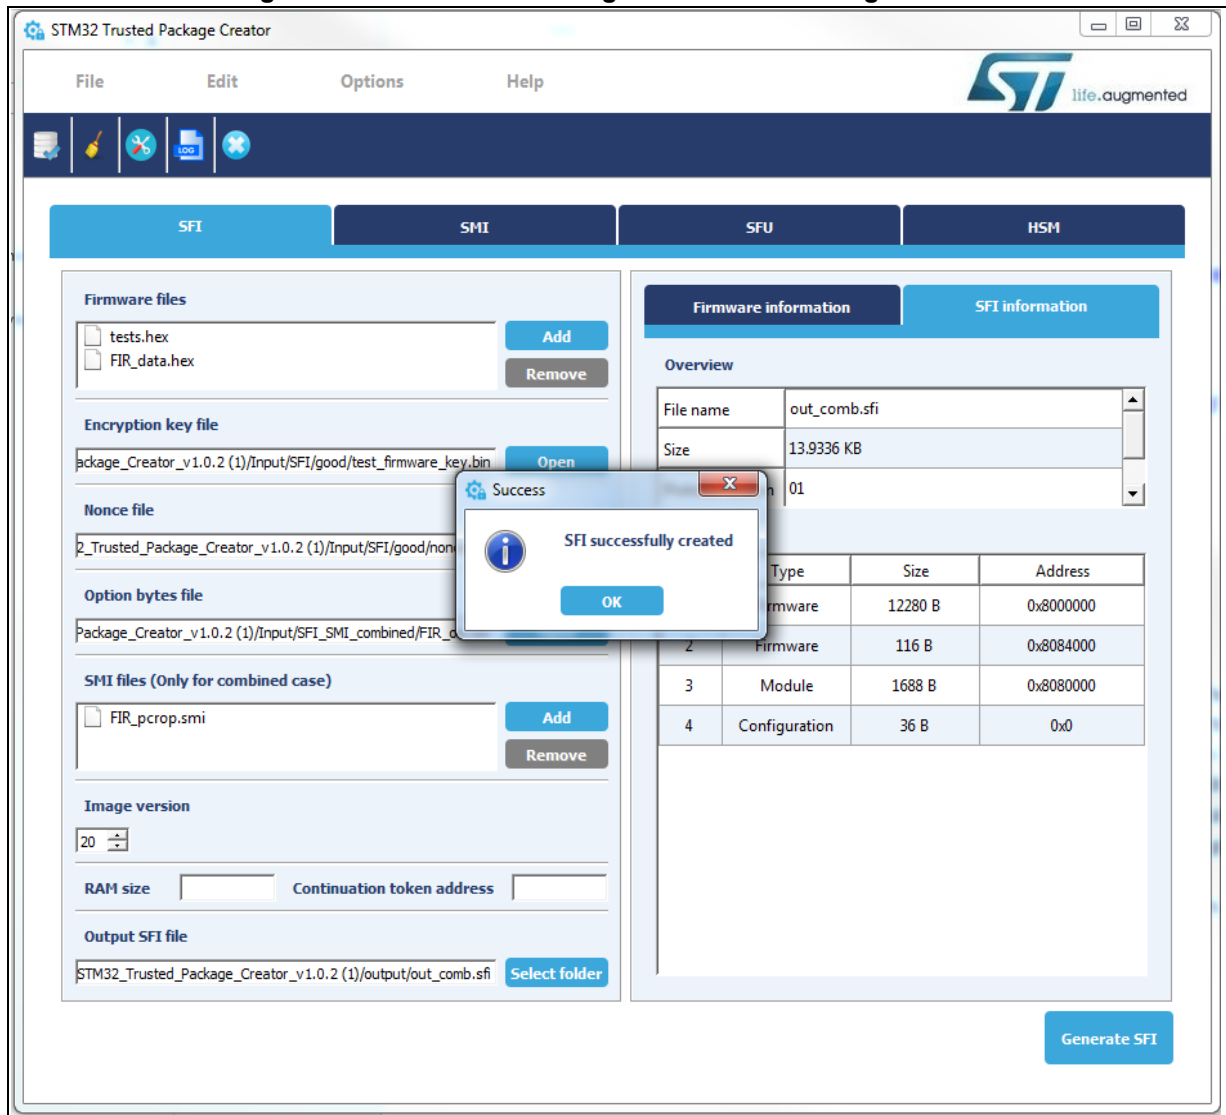 STM32 Trusted Package Creator
File Edit Options Help
life.augmented
LOG
SFI SMI SFU HSM
Firmware files
tests.hex
FIR_data.hex
Add
Remove
Encryption key file
ackage_Creator_v1.0.2 (1)/Input/SFI/good/test_firmware_key.bin
Open
Nonce file
2_Trusted_Package_Creator_v1.0.2 (1)/Input/SFI/good/non
Option bytes file
Package_Creator_v1.0.2 (1)/Input/SFI_SMI_combined/FIR_
SMI files (Only for combined case)
FIR_pcrop.smi
Add
Remove
Image version
20
RAM size Continuation token address
Output SFI file
STM32_Trusted_Package_Creator_v1.0.2 (1)/output/out_comb.sfi
Select folder
Firmware information SFI information
Overview
File name out_comb.sfi
Size 13.9336 KB
01
Success
SFI successfully created
OK
Type Size Address
rmware 12280 B 0x8000000
2 Firmware 116 B 0x8084000
3 Module 1688 B 0x8080000
4 Configuration 36 B 0x0
Generate SFI